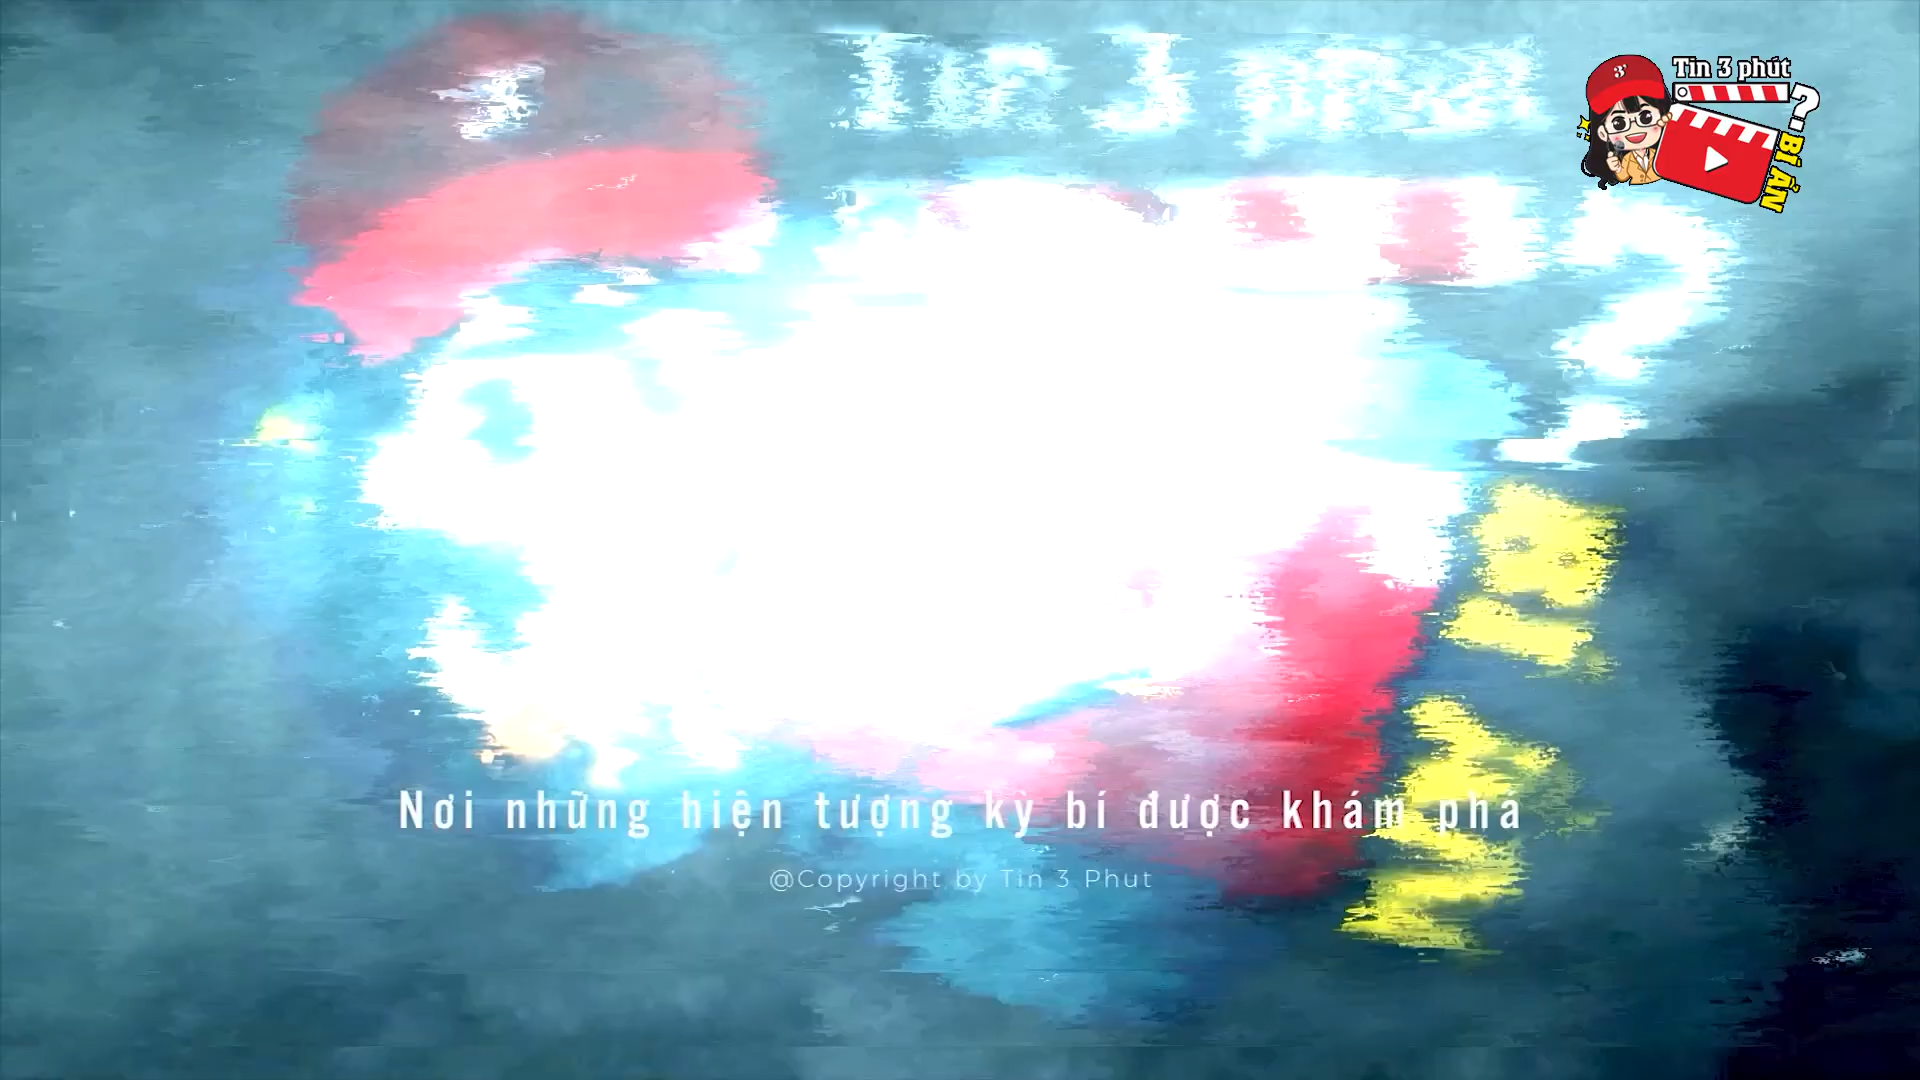 Tin 3 phút
3'
?
BÍ ẨN
Nơi những hiện tượng kỳ bí được khám phá
@Copyright by Tin 3 Phut